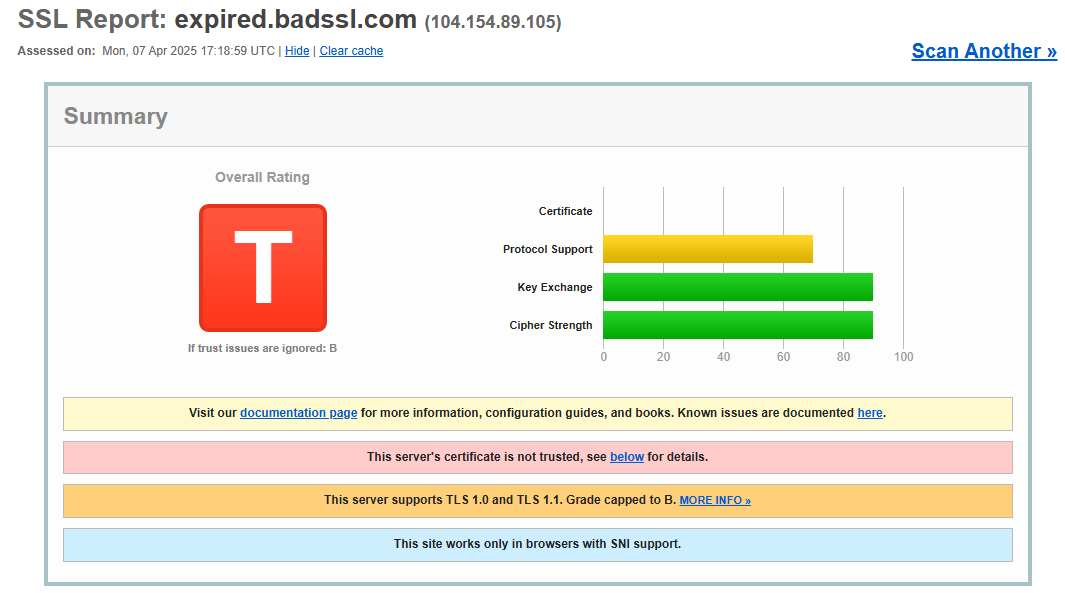 SSL Report: expired.badssl.com (104.154.89.105)
Assessed on: Mon, 07 Apr 2025 17:18:59 UTC | Hide | Clear cache
Scan Another »
Summary
Overall Rating
T
If trust issues are ignored: B
Certificate
Protocol Support
Key Exchange
Cipher Strength
0 20 40 60 80 100
Visit our documentation page for more information, configuration guides, and books. Known issues are documented here.
This server's certificate is not trusted, see below for details.
This server supports TLS 1.0 and TLS 1.1. Grade capped to B. MORE INFO »
This site works only in browsers with SNI support.